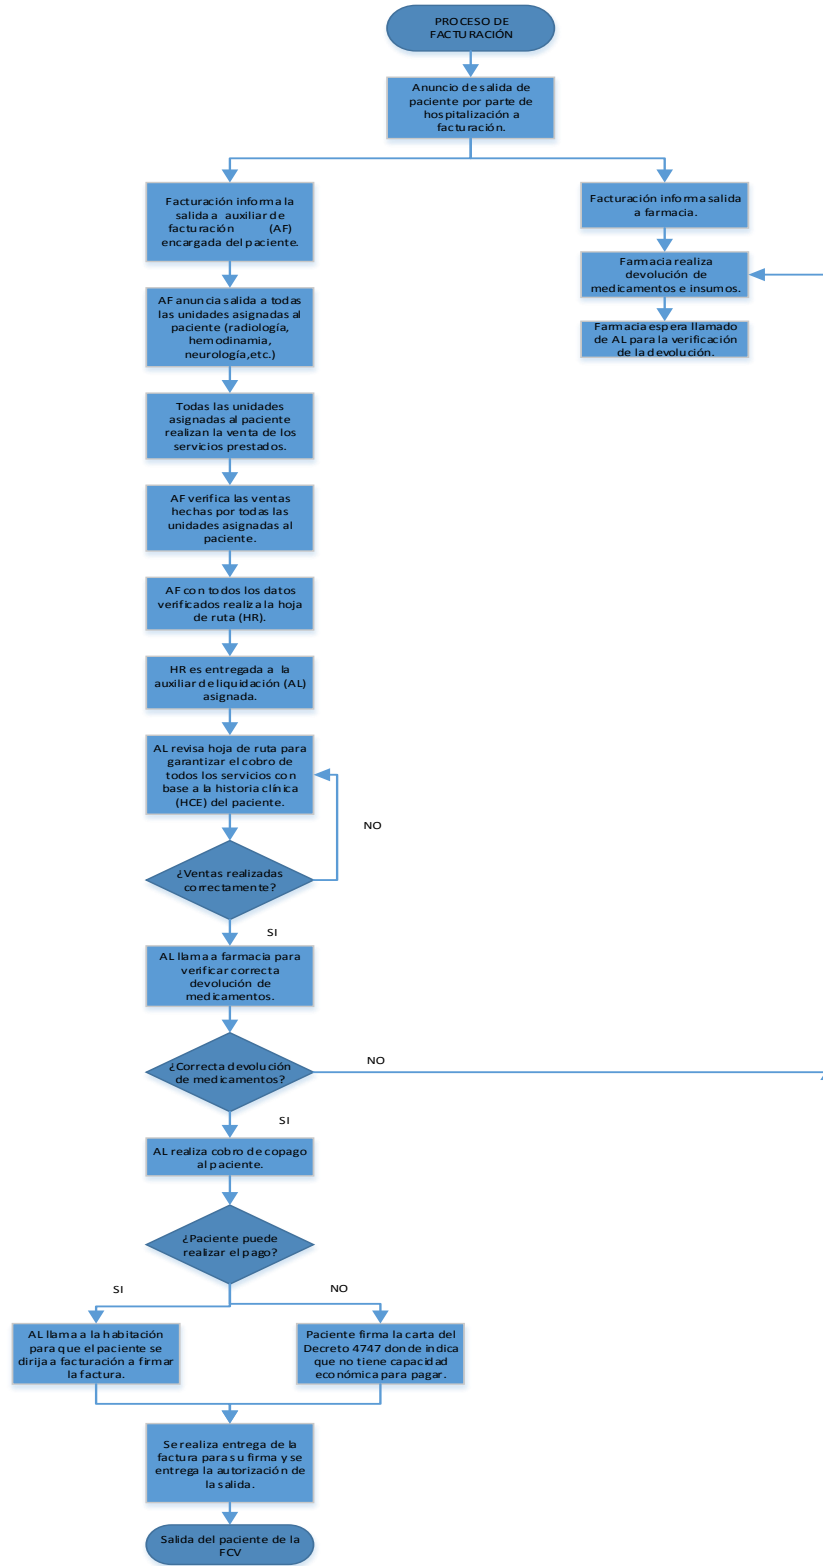 PROCESO DE
FACTURACIÓN
Anuncio de salida de
paciente por parte de
hospitalización a
facturación.
Facturación informa la
salida a auxiliar de
facturación (AF)
encargada del paciente.
Facturación informa salida
a farmacia.
Farmacia realiza
devolución de
medicamentos e insumos.
Farmacia espera llamado
de AL para la verificación
de la devolución.
AF anuncia salida a todas
las unidades asignadas al
paciente (radiología,
hemodinamia,
neurología,etc.)
Todas las unidades
asignadas al paciente
realizan la venta de los
servicios prestados.
AF verifica las ventas
hechas por todas las
unidades asignadas al
paciente.
AF con todos los datos
verificados realiza la hoja
de ruta (HR).
HR es entregada a la
auxiliar de liquidación (AL)
asignada.
AL revisa hoja de ruta para
garantizar el cobro de
todos los servicios con
base a la historia clínica
(HCE) del paciente.
NO
¿Ventas realizadas
correctamente?
SI
AL llama a farmacia para
verificar correcta
devolución de
medicamentos.
¿Correcta devolución
de medicamentos?
NO
SI
AL realiza cobro de copago
al paciente.
¿Paciente puede
realizar el pago?
SI
NO
AL llama a la habitación
para que el paciente se
dirija a facturación a firmar
la factura.
Paciente firma la carta del
Decreto 4747 donde indica
que no tiene capacidad
económica para pagar.
Se realiza entrega de la
factura para su firma y se
entrega la autorización de
la salida.
Salida del paciente de la
FCV